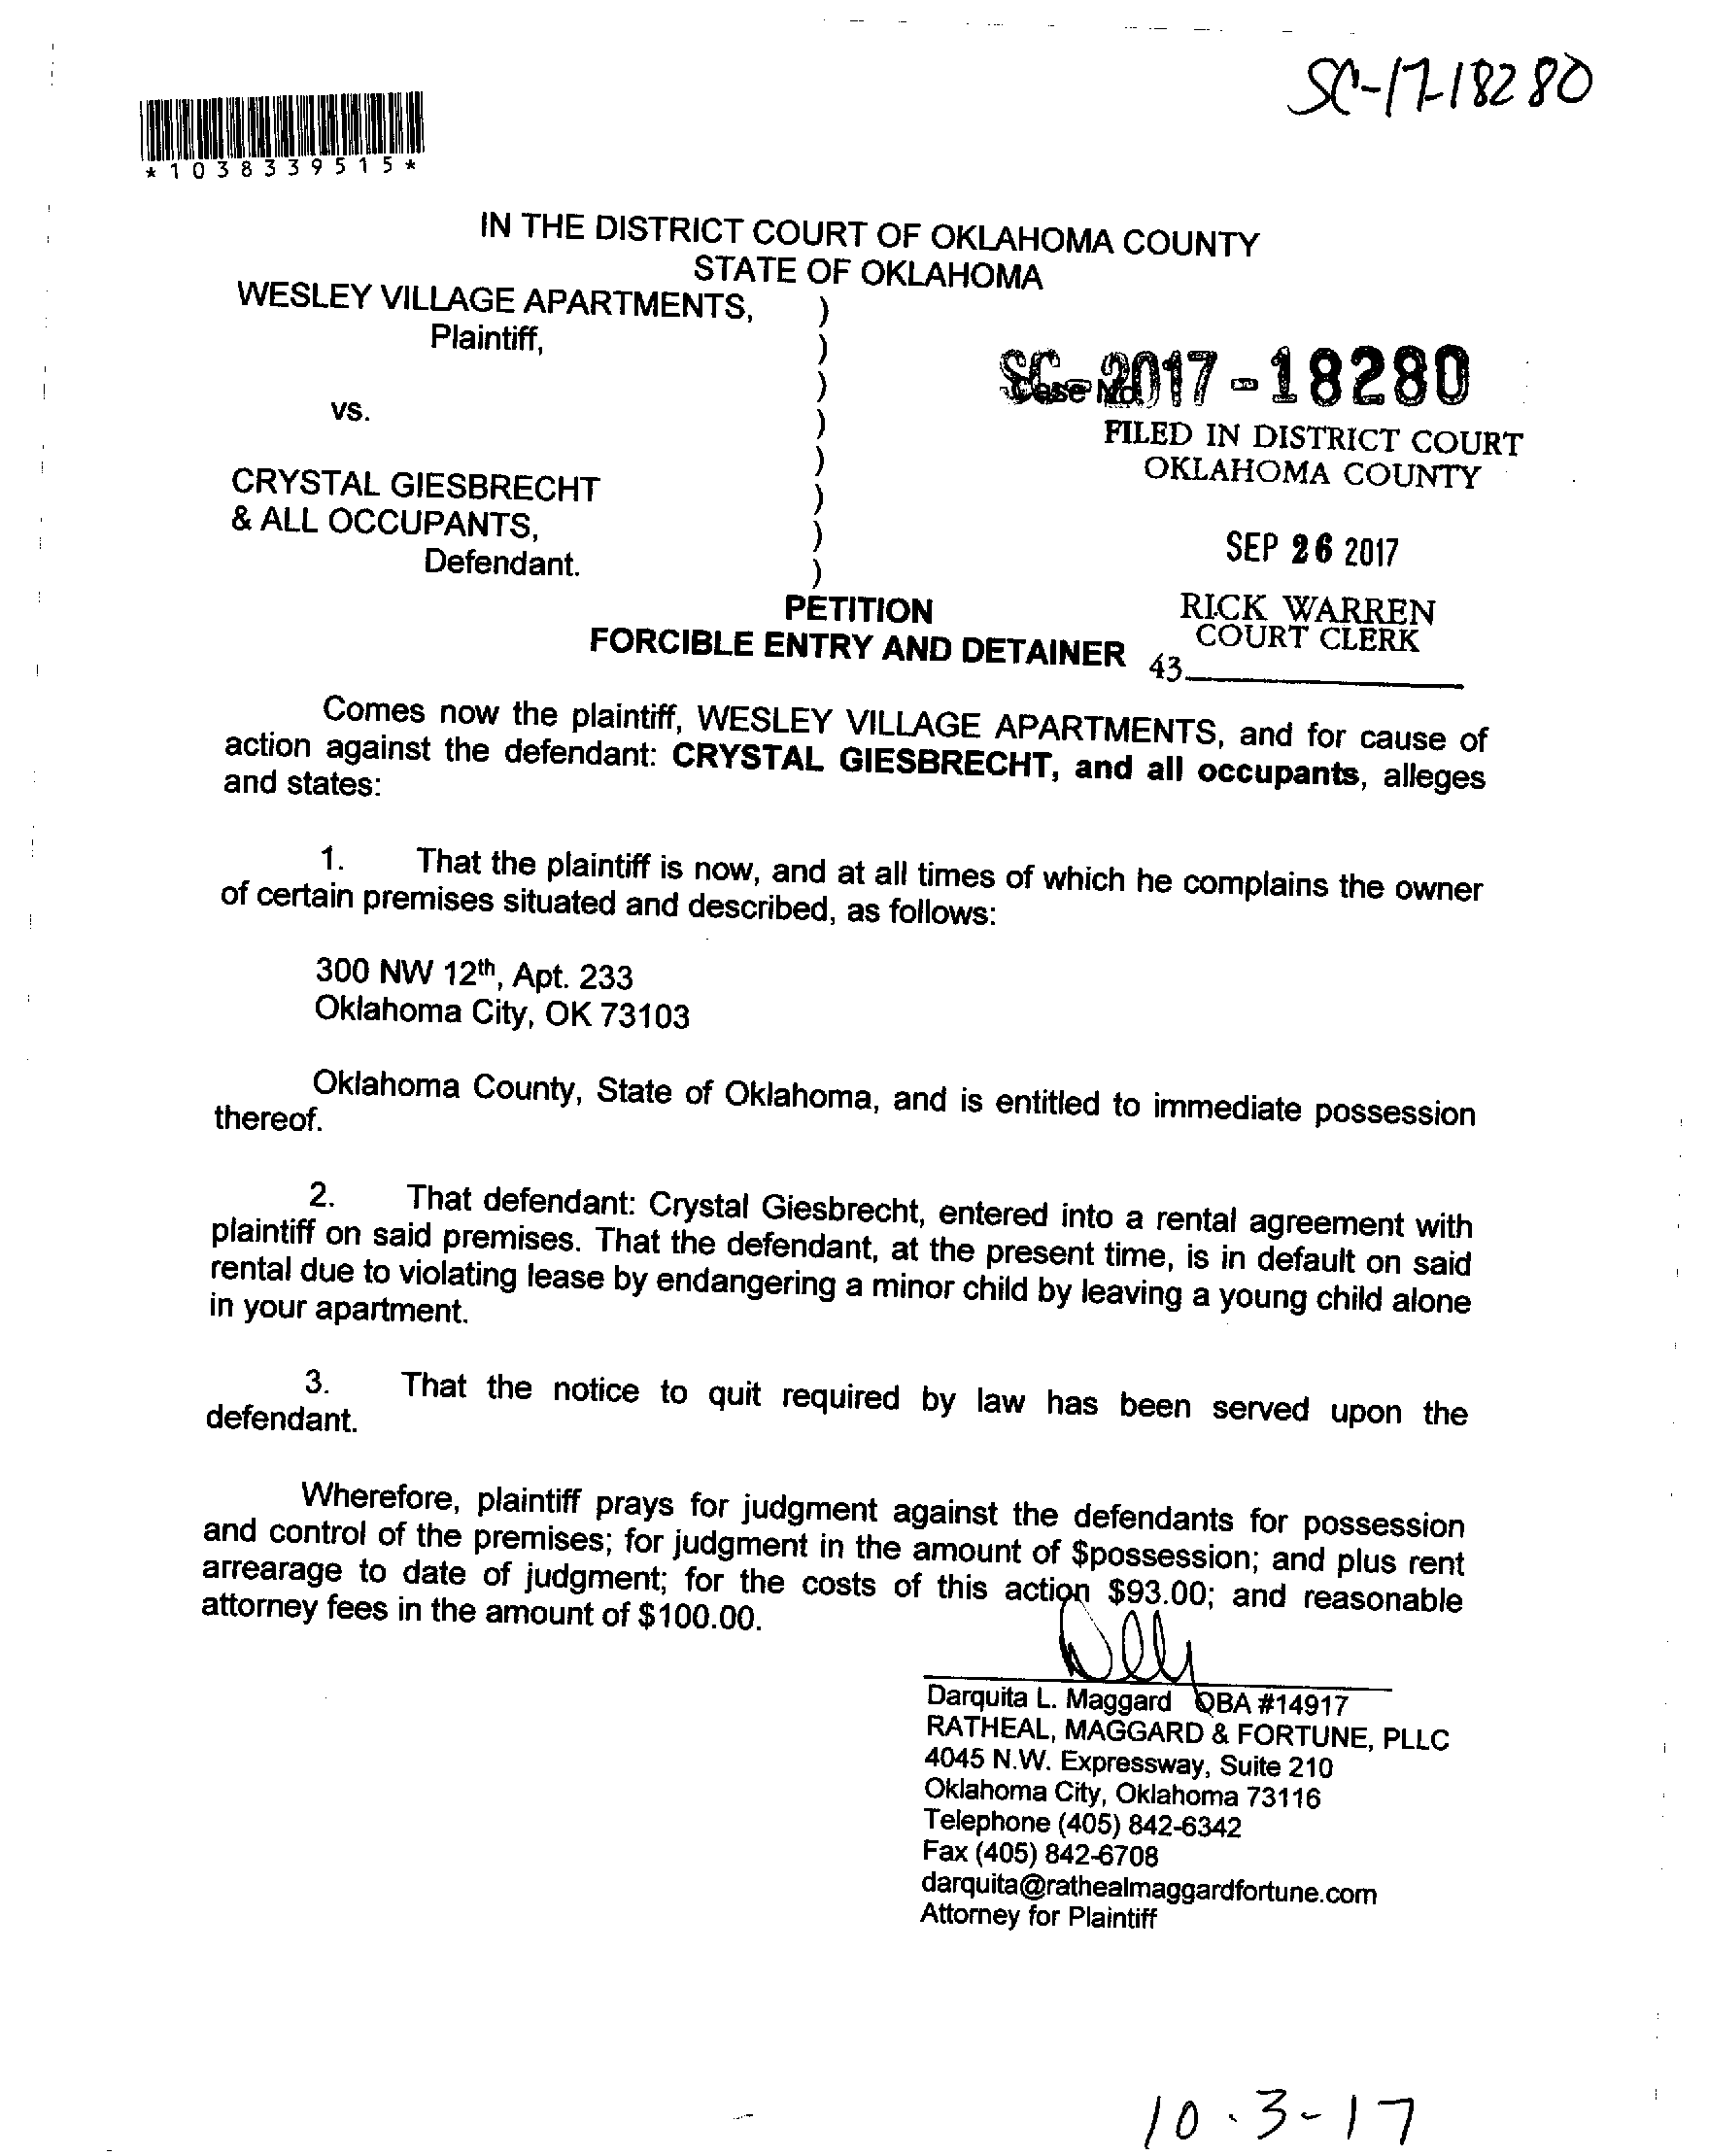 SC-17-18280
*1038339515*
IN THE DISTRICT COURT OF OKLAHOMA COUNTY
STATE OF OKLAHOMA
WESLEY VILLAGE APARTMENTS, )
Plaintiff, )
)
vs. )
)
CRYSTAL GIESBRECHT )
& ALL OCCUPANTS, )
Defendant. )
Case No.
SC-2017-18280
FILED IN DISTRICT COURT
OKLAHOMA COUNTY
SEP 26 2017
RICK WARREN
COURT CLERK
43
PETITION
FORCIBLE ENTRY AND DETAINER
Comes now the plaintiff, WESLEY VILLAGE APARTMENTS, and for cause of
action against the defendant: CRYSTAL GIESBRECHT, and all occupants, alleges
and states:
1. That the plaintiff is now, and at all times of which he complains the owner
of certain premises situated and described, as follows:
300 NW 12th, Apt. 233
Oklahoma City, OK 73103
Oklahoma County, State of Oklahoma, and is entitled to immediate possession
thereof.
2. That defendant: Crystal Giesbrecht, entered into a rental agreement with
plaintiff on said premises. That the defendant, at the present time, is in default on said
rental due to violating lease by endangering a minor child by leaving a young child alone
in your apartment.
3. That the notice to quit required by law has been served upon the
defendant.
Wherefore, plaintiff prays for judgment against the defendants for possession
and control of the premises; for judgment in the amount of $possession; and plus rent
arrearage to date of judgment; for the costs of this action $93.00; and reasonable
attorney fees in the amount of $100.00.
Darquita L. Maggard OBA #14917
RATHEAL, MAGGARD & FORTUNE, PLLC
4045 N.W. Expressway, Suite 210
Oklahoma City, Oklahoma 73116
Telephone (405) 842-6342
Fax (405) 842-6708
darquita@rathealmaggardfortune.com
Attorney for Plaintiff
10-3-17